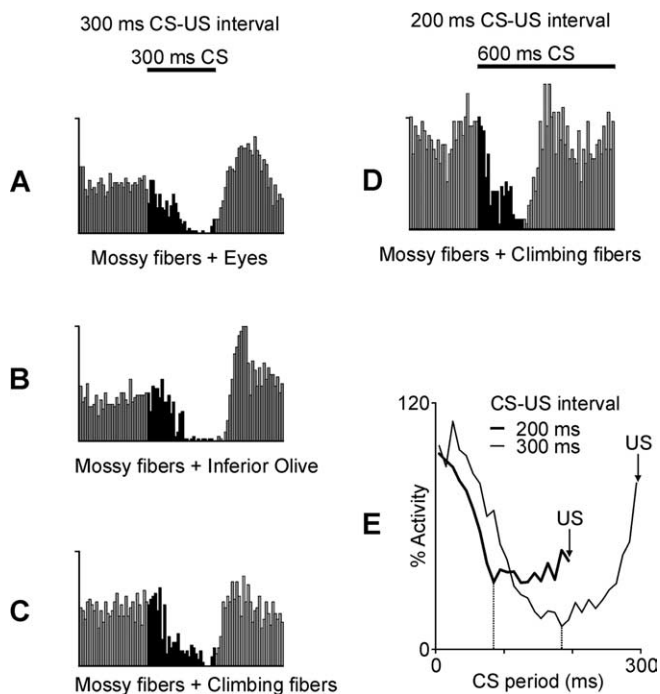 300 ms CS-US interval
300 ms CS
A
Mossy fibers + Eyes
B
Mossy fibers + Inferior Olive
C
Mossy fibers + Climbing fibers
200 ms CS-US interval
600 ms CS
D
Mossy fibers + Climbing fibers
E
120
% Activity
0
CS-US interval
200 ms
300 ms
US
US
0
300
CS period (ms)